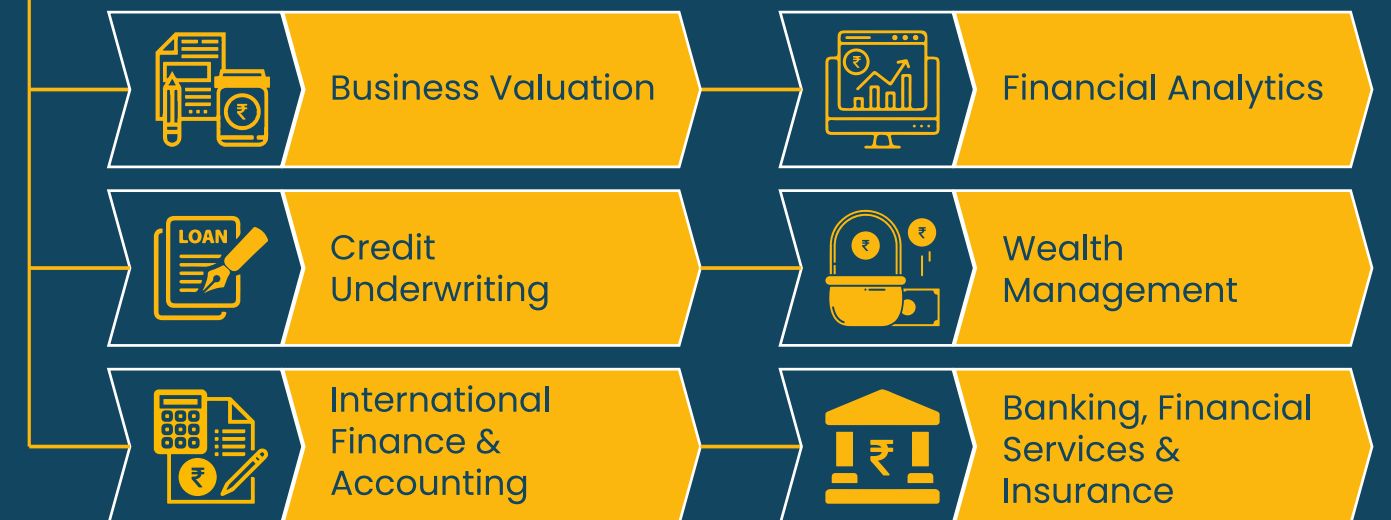 Business Valuation
Financial Analytics
LOAN
Credit
Underwriting
Wealth
Management
International
Finance &
Accounting
Banking, Financial
Services &
Insurance
₹
₹
₹
₹
₹
₹